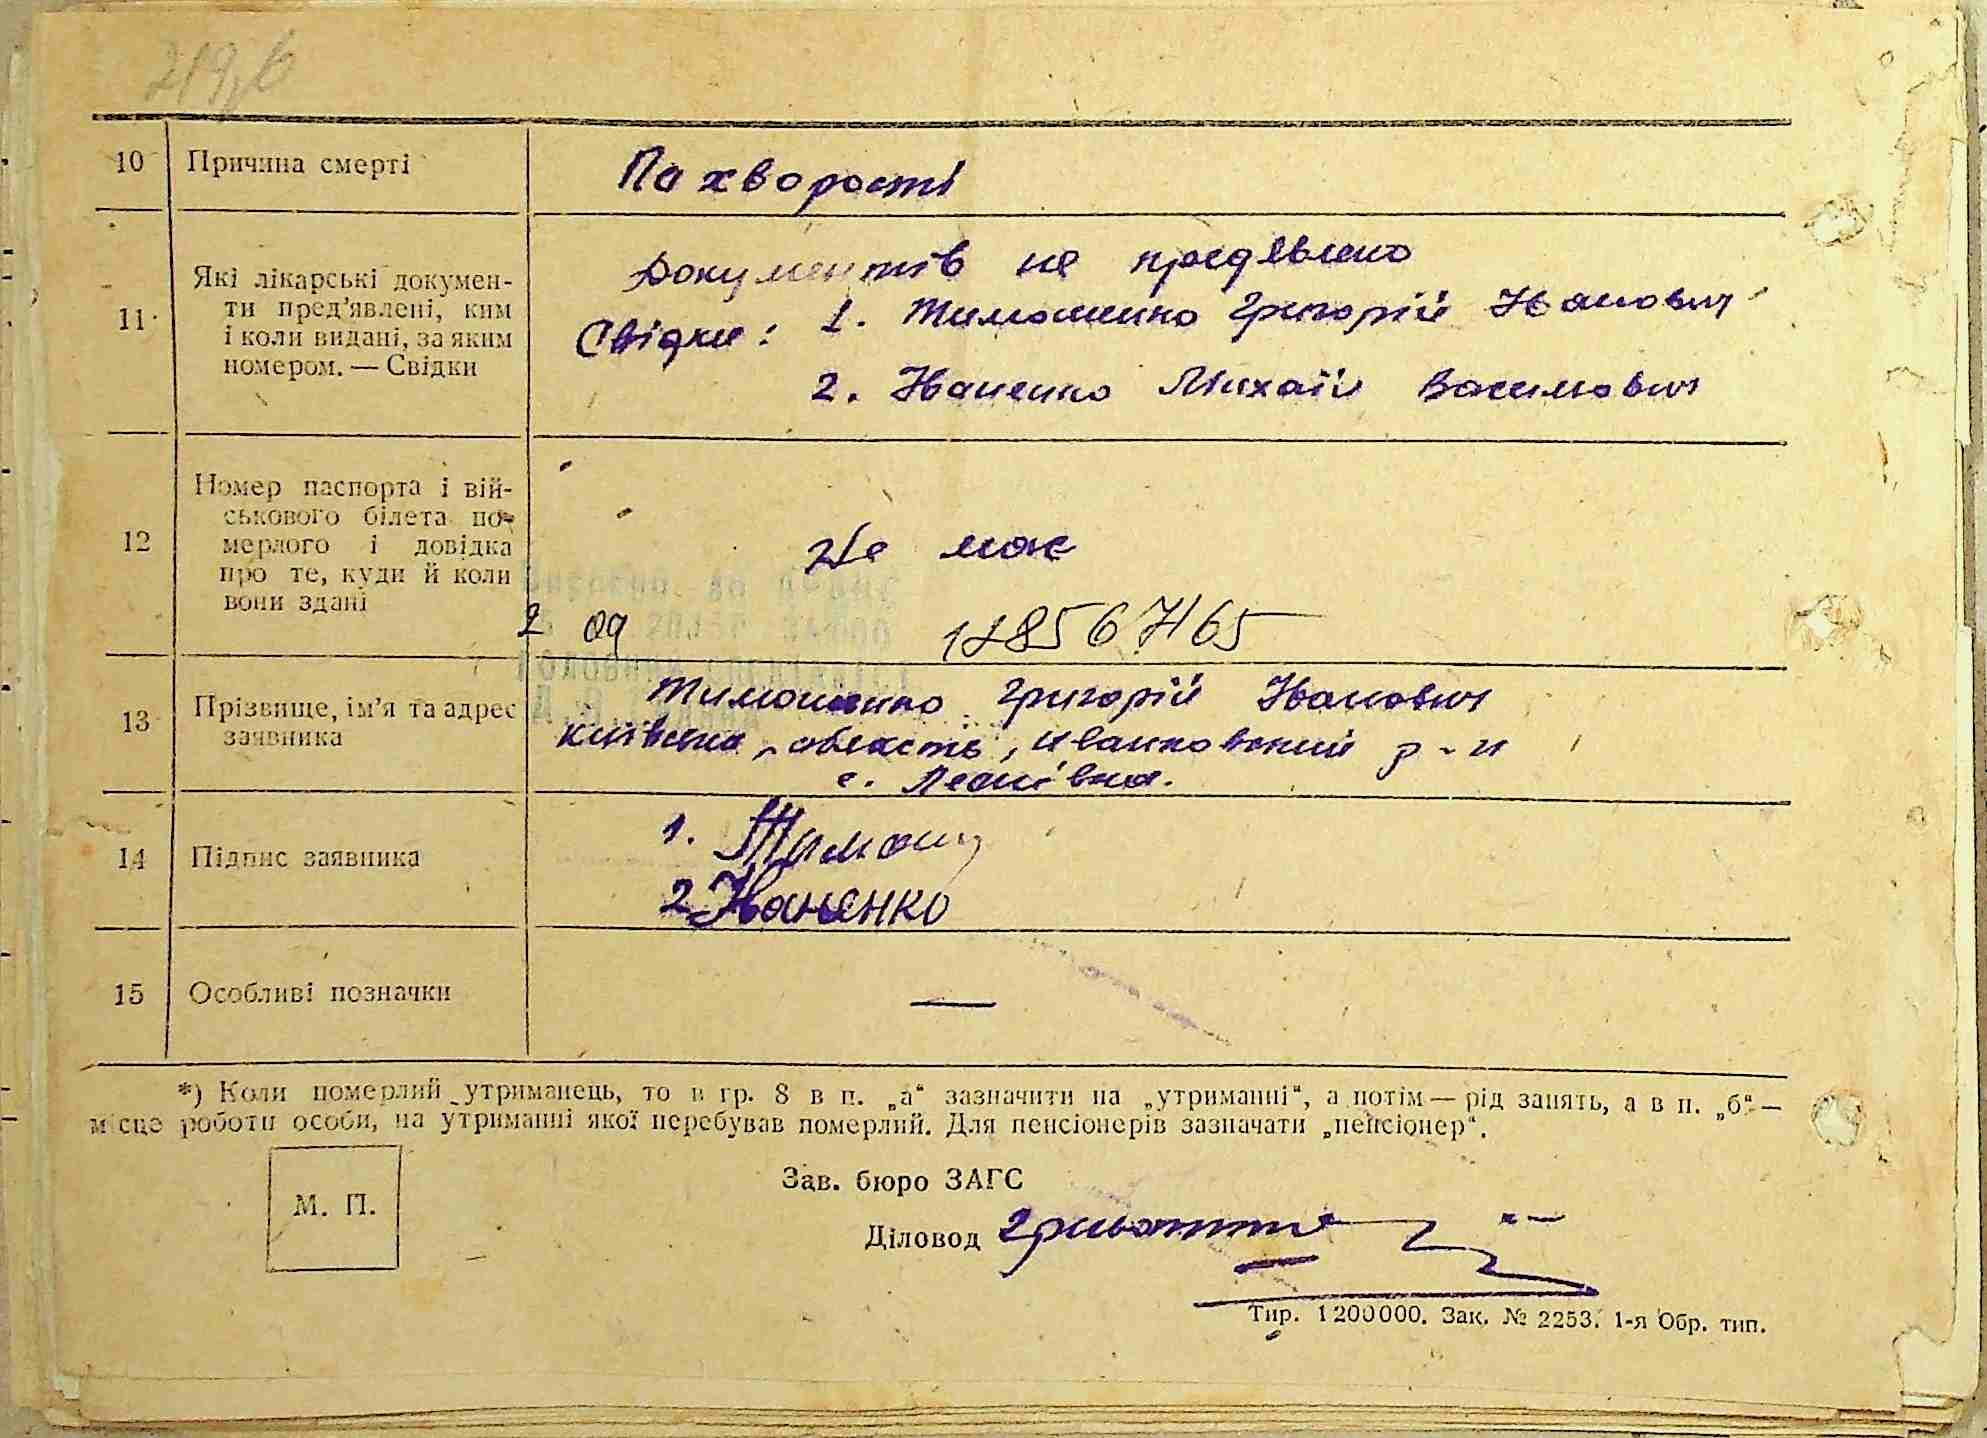 219
10 Причина смерті По хворості
11 Які лікарські докумен-
ти пред'явлені, ким
і коли видані, за яким
номером. — Свідки
Документів не предявлено
Свідки: 1. Тимошенко Григорій Іванович
2. Іваненко Михаїл Васильович
12 Номер паспорта і вій-
ськового білета по-
мерлого і довідка
про те, куди й коли
вони здані
Не має
13 Прізвище, ім'я та адрес
заявника
Тимошенко Григорій Іванович
київська область, иванковський р-н
с. Леонівка.
14 Підпис заявника
1. Тимош
2 Іваненко
15 Особливі позначки —
*) Коли померлий утриманець, то в гр. 8 в п. „а“ зазначити на „утриманні“, а потім — рід занять, а в п. „б“ —
місце роботи особи, на утриманні якої перебував померлий. Для пенсіонерів зазначати „пенсіонер“.
М. П.
Зав. бюро ЗАГС
Діловод
Тир. 1200000. Зак. № 2253. 1-я Обр. тип.